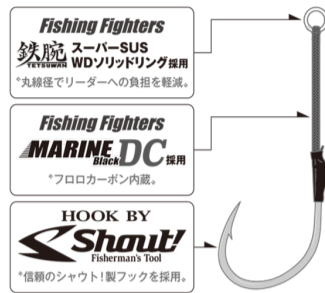 Fishing Fighters
鉄腕 スーパーSUS
TETSUWAN WDソリッドリング採用
*丸線径でリーダーへの負担を軽減。
Fishing Fighters
MARINE Black DC 採用
*フロロカーボン内蔵。
HOOK BY
Shout!
Fisherman's Tool
*信頼のシャウト!製フックを採用。